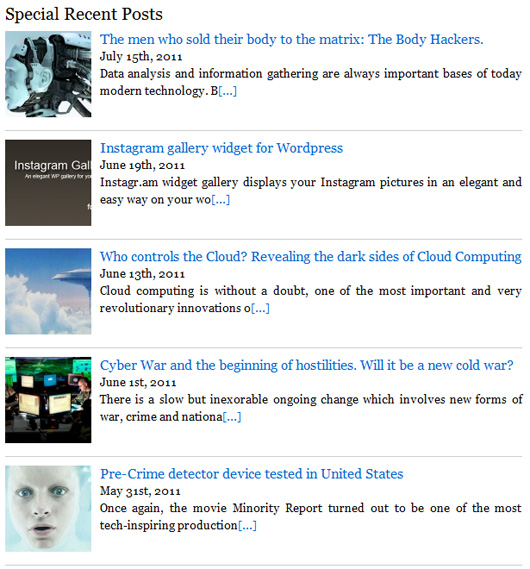 Special Recent Posts
The men who sold their body to the matrix: The Body Hackers.
July 15th, 2011
Data analysis and information gathering are always important bases of today
modern technology. B[...]
Instagram gallery widget for Wordpress
Instagram Gall
An elegant WP gallery for you
fo
June 19th, 2011
Instagr.am widget gallery displays your Instagram pictures in an elegant and
easy way on your wo[...]
Who controls the Cloud? Revealing the dark sides of Cloud Computing
June 13th, 2011
Cloud computing is without a doubt, one of the most important and very
revolutionary innovations o[...]
Cyber War and the beginning of hostilities. Will it be a new cold war?
June 1st, 2011
There is a slow but inexorable ongoing change which involves new forms of
war, crime and nationa[...]
Pre-Crime detector device tested in United States
May 31st, 2011
Once again, the movie Minority Report turned out to be one of the most
tech-inspiring production[...]